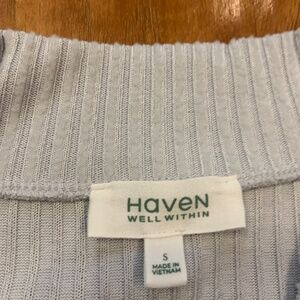 HaveN
WELL WITHIN
S
MADE IN
VIETNAM